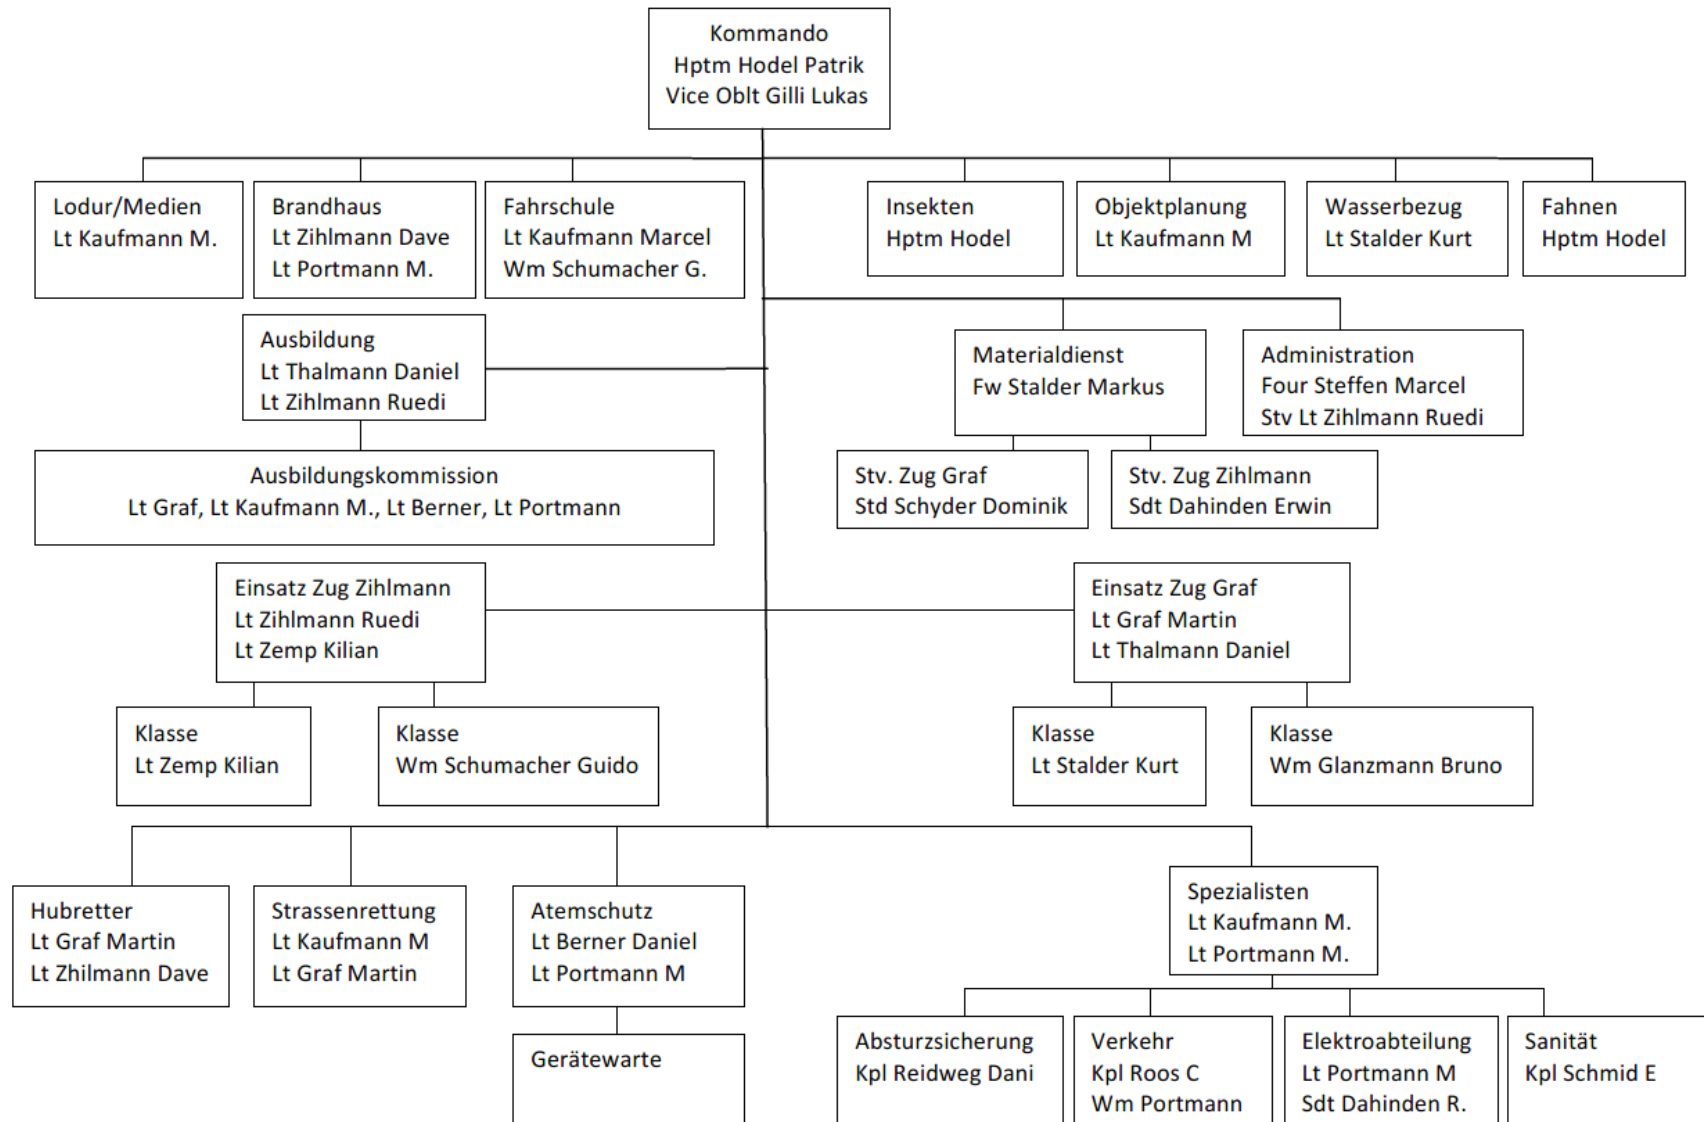 Kommando
Hptm Hodel Patrik
Vice Oblt Gilli Lukas
Lodur/Medien
Lt Kaufmann M.
Brandhaus
Lt Zihlmann Dave
Lt Portmann M.
Fahrschule
Lt Kaufmann Marcel
Wm Schumacher G.
Insekten
Hptm Hodel
Objektplanung
Lt Kaufmann M
Wasserbezug
Lt Stalder Kurt
Fahnen
Hptm Hodel
Ausbildung
Lt Thalmann Daniel
Lt Zihlmann Ruedi
Materialdienst
Fw Stalder Markus
Administration
Four Steffen Marcel
Stv Lt Zihlmann Ruedi
Ausbildungskommission
Lt Graf, Lt Kaufmann M., Lt Berner, Lt Portmann
Stv. Zug Graf
Std Schyder Dominik
Stv. Zug Zihlmann
Sdt Dahinden Erwin
Einsatz Zug Zihlmann
Lt Zihlmann Ruedi
Lt Zemp Kilian
Einsatz Zug Graf
Lt Graf Martin
Lt Thalmann Daniel
Klasse
Lt Zemp Kilian
Klasse
Wm Schumacher Guido
Klasse
Lt Stalder Kurt
Klasse
Wm Glanzmann Bruno
Hubretter
Lt Graf Martin
Lt Zhilmann Dave
Strassenrettung
Lt Kaufmann M
Lt Graf Martin
Atemschutz
Lt Berner Daniel
Lt Portmann M
Spezialisten
Lt Kaufmann M.
Lt Portmann M.
Gerätewarte
Absturzsicherung
Kpl Reidweg Dani
Verkehr
Kpl Roos C
Wm Portmann
Elektroabteilung
Lt Portmann M
Sdt Dahinden R.
Sanität
Kpl Schmid E